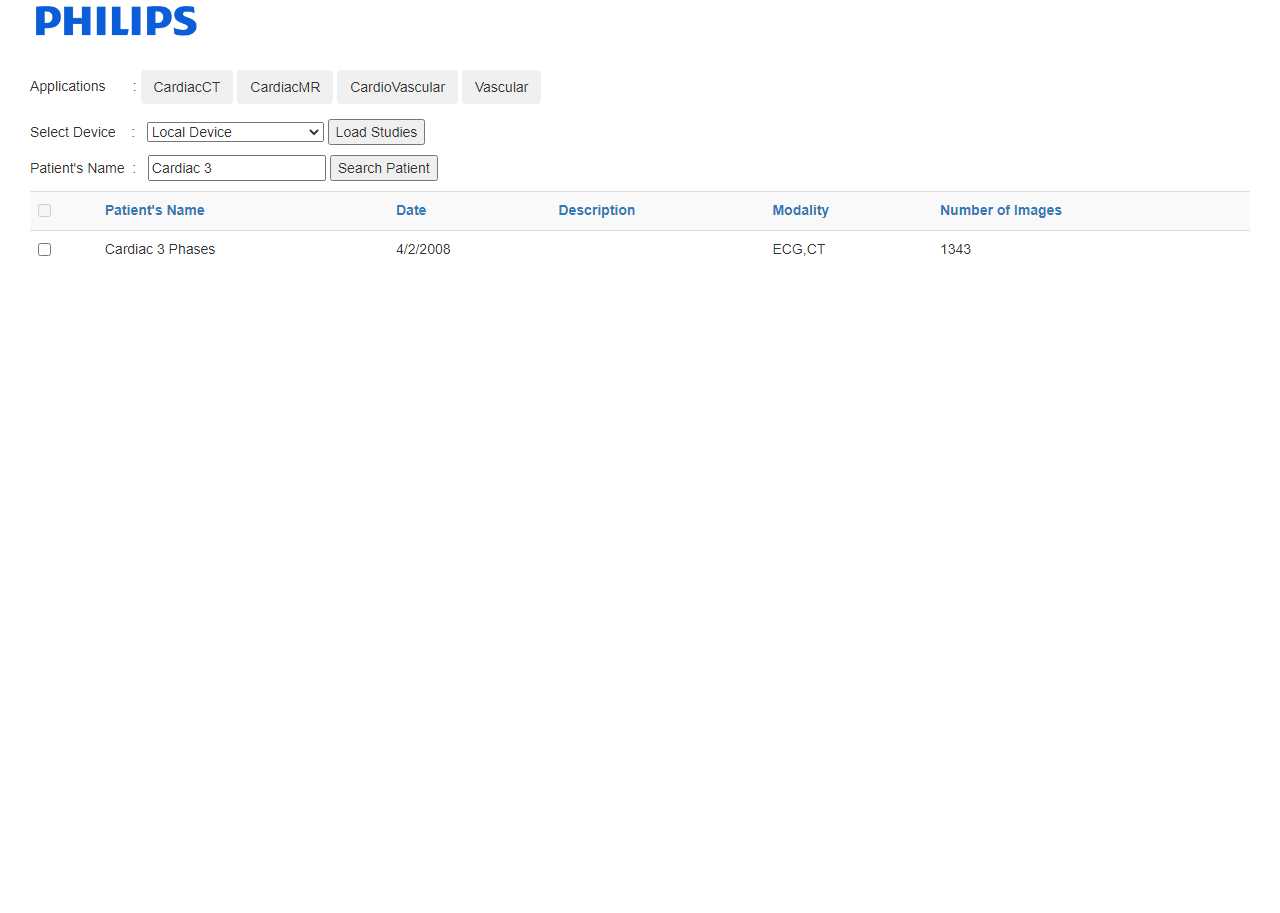 PHILIPS
Applications : CardiacCT CardiacMR CardioVascular Vascular
Select Device : Local Device Load Studies
Patient's Name : Cardiac 3 Search Patient
Patient's Name Date Description Modality Number of Images
Cardiac 3 Phases 4/2/2008 ECG,CT 1343